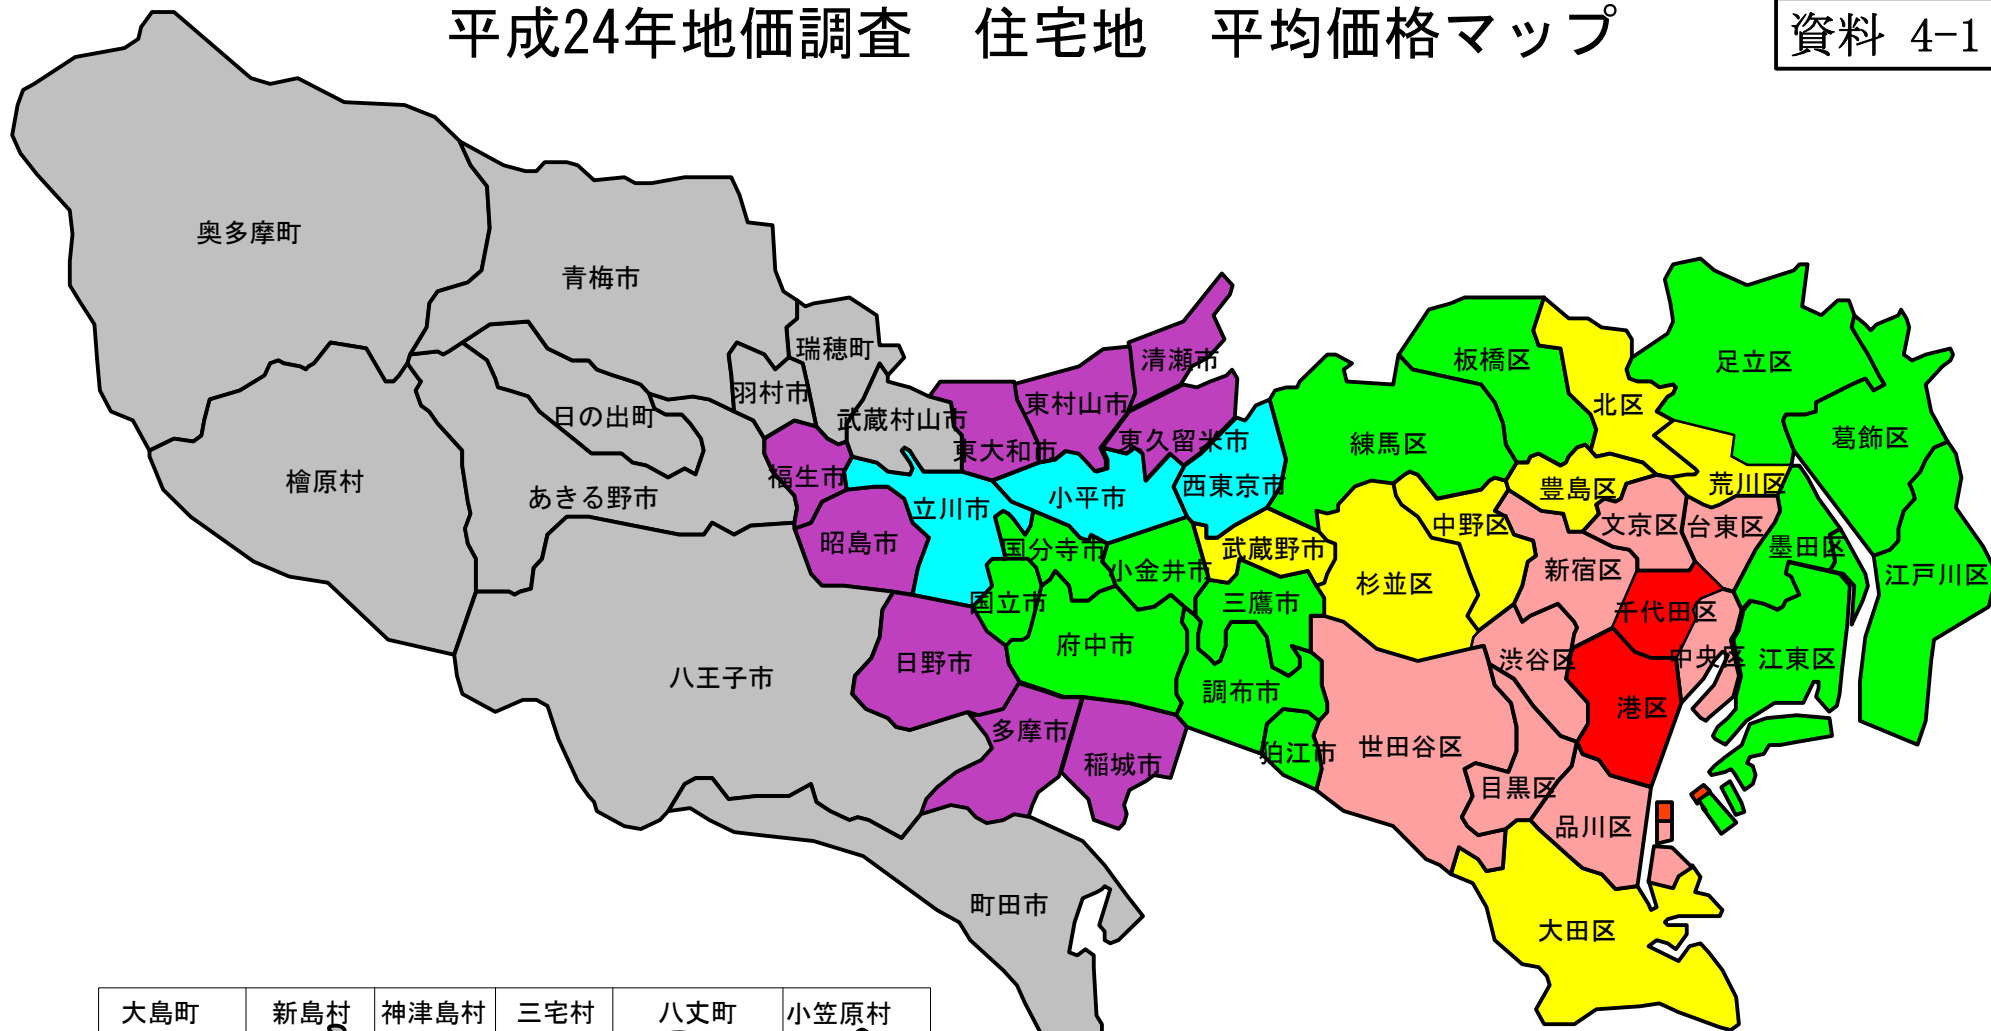 平成24年地価調査　住宅地　平均価格マップ
資料 4-1
奥多摩町
青梅市
瑞穂町
羽村市
日の出町
武蔵村山市
檜原村
あきる野市
福生市
昭島市
立川市
東大和市
東村山市
清瀬市
東久留米市
小平市
西東京市
国分寺市
国立市
小金井市
武蔵野市
三鷹市
府中市
調布市
狛江市
日野市
八王子市
多摩市
稲城市
町田市
練馬区
板橋区
北区
足立区
葛飾区
荒川区
豊島区
中野区
杉並区
文京区
台東区
墨田区
江戸川区
新宿区
千代田区
中央区
江東区
渋谷区
港区
世田谷区
目黒区
品川区
大田区
大島町 新島村 神津島村 三宅村 八丈町 小笠原村